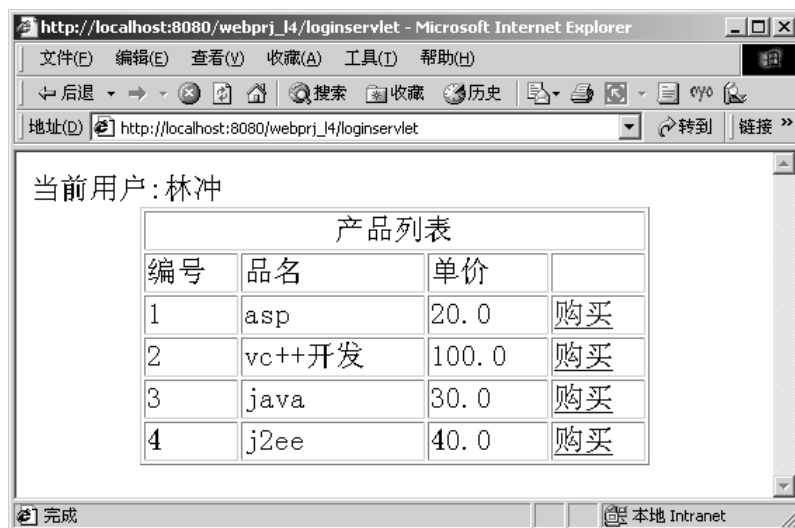 http://localhost:8080/webprj_l4/loginservlet - Microsoft Internet Explorer
文件(F) 编辑(E) 查看(V) 收藏(A) 工具(T) 帮助(H)
后退 搜索 收藏 历史
地址(D) http://localhost:8080/webprj_l4/loginservlet 转到 链接 »
当前用户:林冲
产品列表
编号 品名 单价
1 asp 20.0 购买
2 vc++开发 100.0 购买
3 java 30.0 购买
4 j2ee 40.0 购买
完成 本地 Intranet